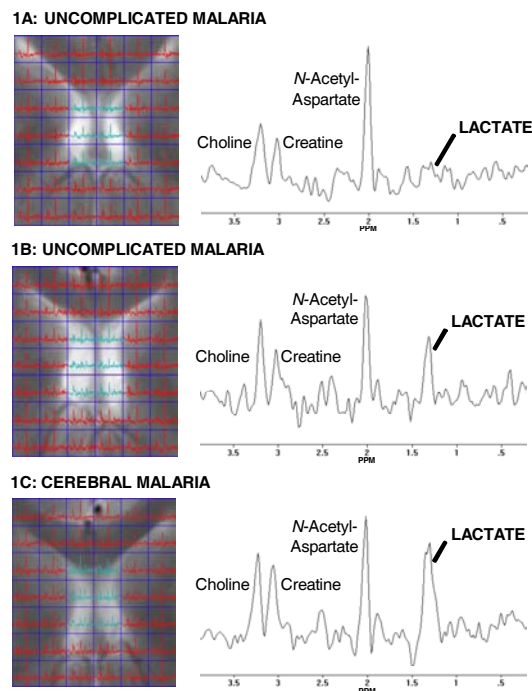 1A: UNCOMPLICATED MALARIA
N-Acetyl-
Aspartate
LACTATE
Choline
Creatine
3.5 3 2.5 2 1.5 1 .5
PPM
1B: UNCOMPLICATED MALARIA
N-Acetyl-
Aspartate
LACTATE
Choline
Creatine
3.5 3 2.5 2 1.5 1 .5
PPM
1C: CEREBRAL MALARIA
N-Acetyl-
Aspartate
LACTATE
Choline
Creatine
3.5 3 2.5 2 1.5 1 .5
PPM